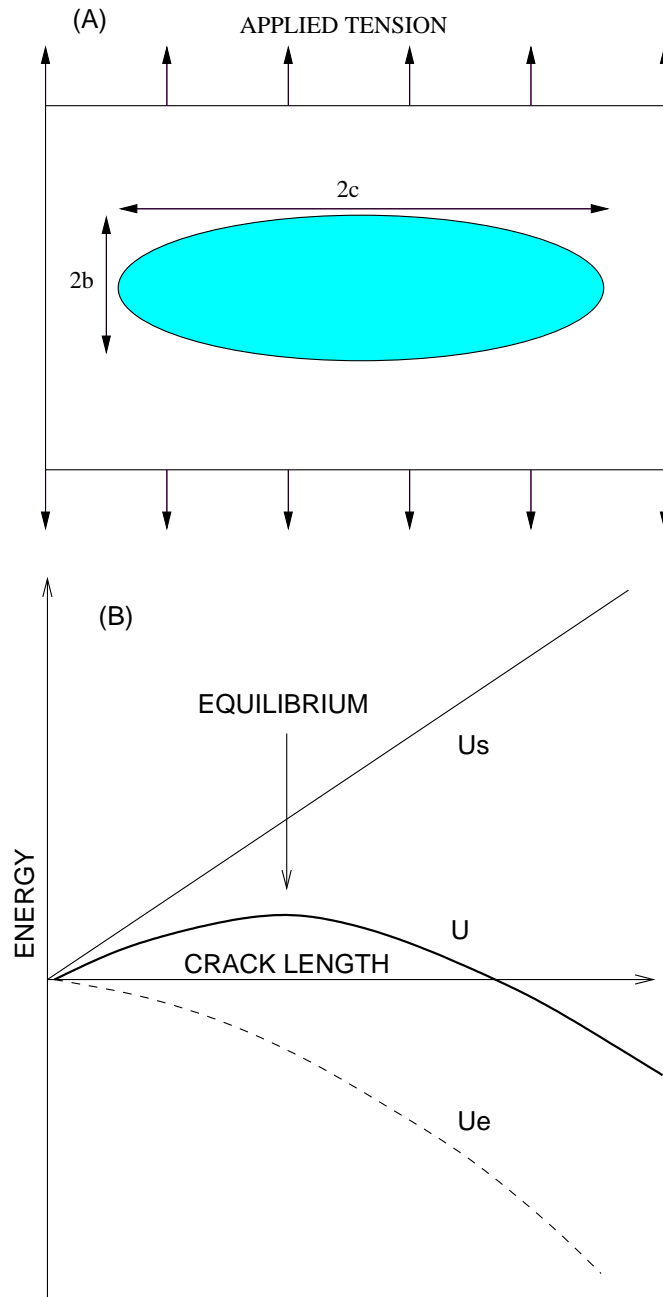 (A)
APPLIED TENSION
2c
2b
(B)
EQUILIBRIUM
Us
ENERGY
U
CRACK LENGTH
Ue